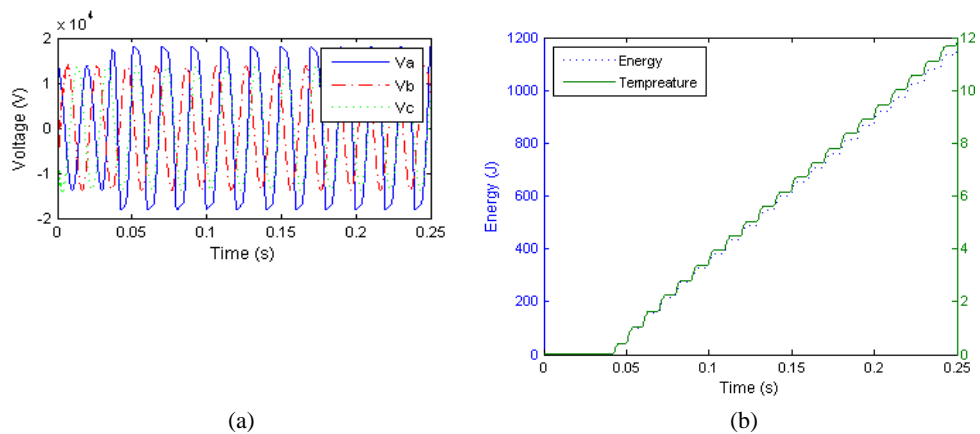 × 10⁴
2
1
0
-1
-2
Voltage (V)
Va
Vb
Vc
0 0.05 0.1 0.15 0.2 0.25
Time (s)
(a)
1200
1000
800
600
400
200
0
Energy (J)
Energy
Tempreature
12
10
8
6
4
2
0
0 0.05 0.1 0.15 0.2 0.25
Time (s)
(b)